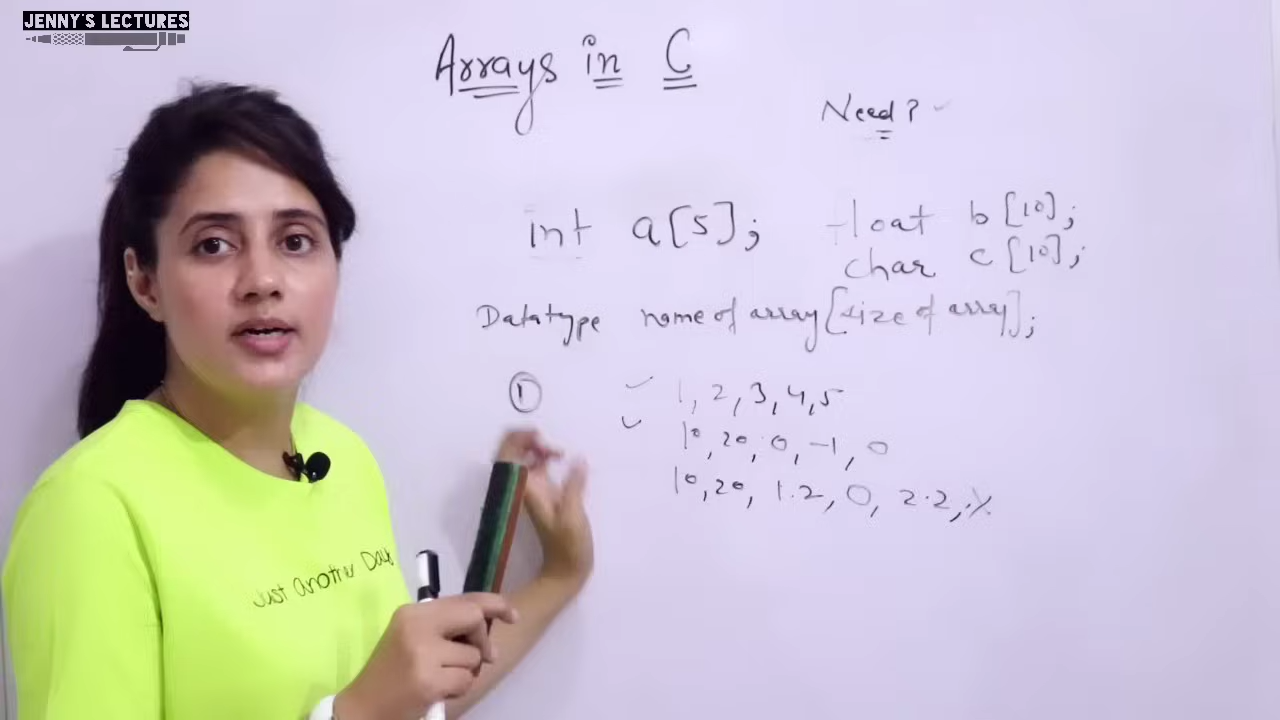 JENNY'S LECTURES
Arrays in C
Need?
int a[5]; float b[10];
char c[10];
Datatype name of array[size of array];
1
1, 2, 3, 4, 5
10, 20, 0, -1, 0
10, 20, 1.2, 0, 2.2,
Just Another Day